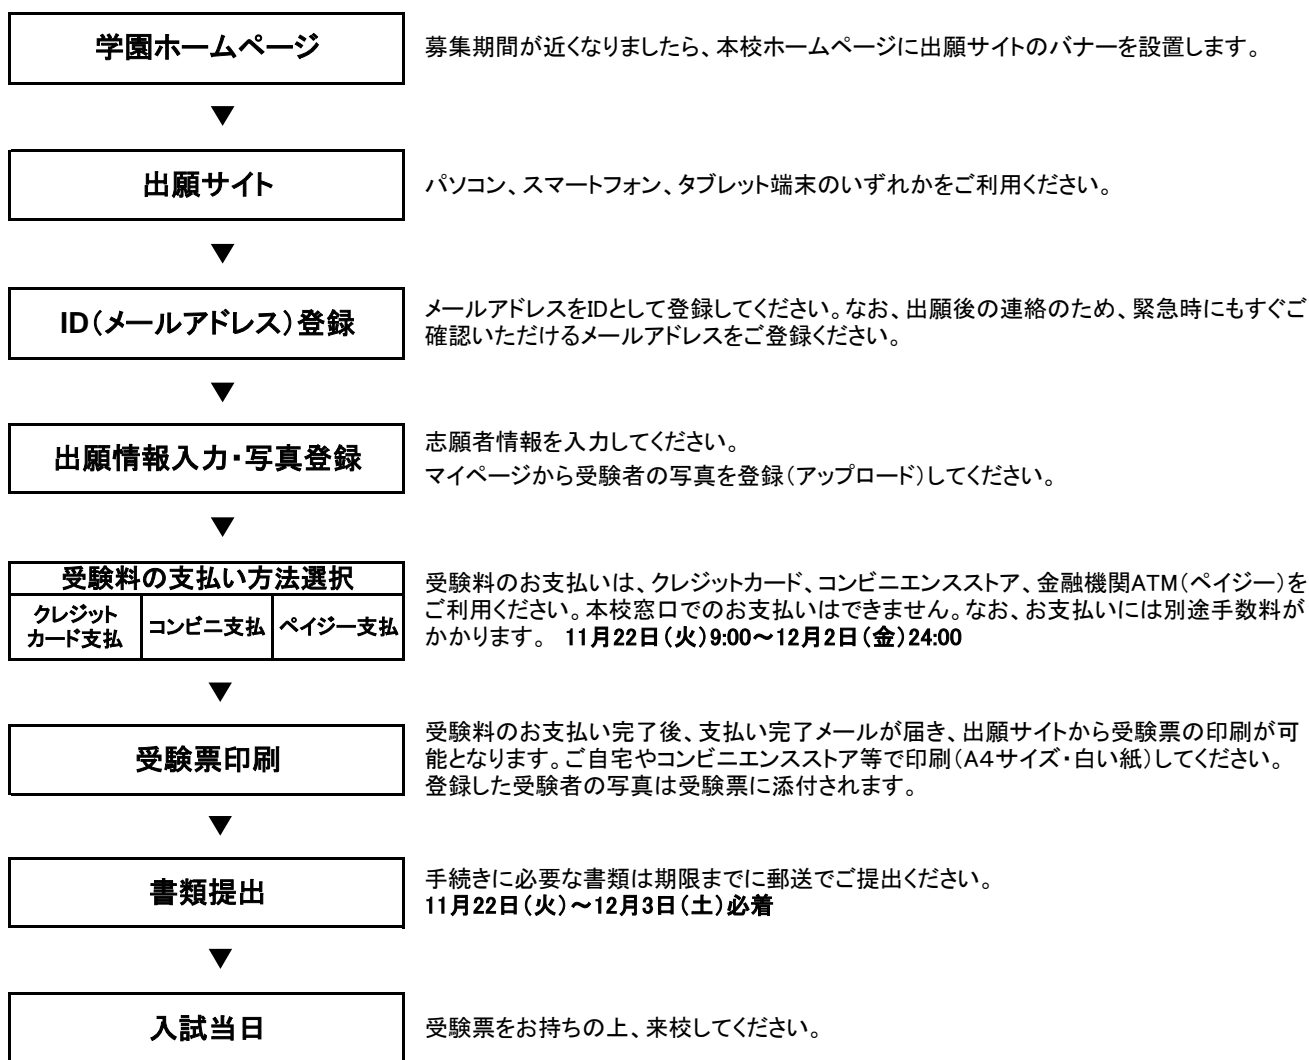 学園ホームページ
募集期間が近くなりましたら、本校ホームページに出願サイトのバナーを設置します。
▼
出願サイト
パソコン、スマートフォン、タブレット端末のいずれかをご利用ください。
▼
ID(メールアドレス)登録
メールアドレスをIDとして登録してください。なお、出願後の連絡のため、緊急時にもすぐご
確認いただけるメールアドレスをご登録ください。
▼
出願情報入力・写真登録
志願者情報を入力してください。
マイページから受験者の写真を登録(アップロード)してください。
▼
受験料の支払い方法選択
クレジット
カード支払
コンビニ支払
ペイジー支払
受験料のお支払いは、クレジットカード、コンビニエンスストア、金融機関ATM(ペイジー)を
ご利用ください。本校窓口でのお支払いはできません。なお、お支払いには別途手数料が
かかります。 11月22日(火)9:00~12月2日(金)24:00
▼
受験票印刷
受験料のお支払い完了後、支払い完了メールが届き、出願サイトから受験票の印刷が可
能となります。ご自宅やコンビニエンスストア等で印刷(A4サイズ・白い紙)してください。
登録した受験者の写真は受験票に添付されます。
▼
書類提出
手続きに必要な書類は期限までに郵送でご提出ください。
11月22日(火)~12月3日(土)必着
▼
入試当日
受験票をお持ちの上、来校してください。